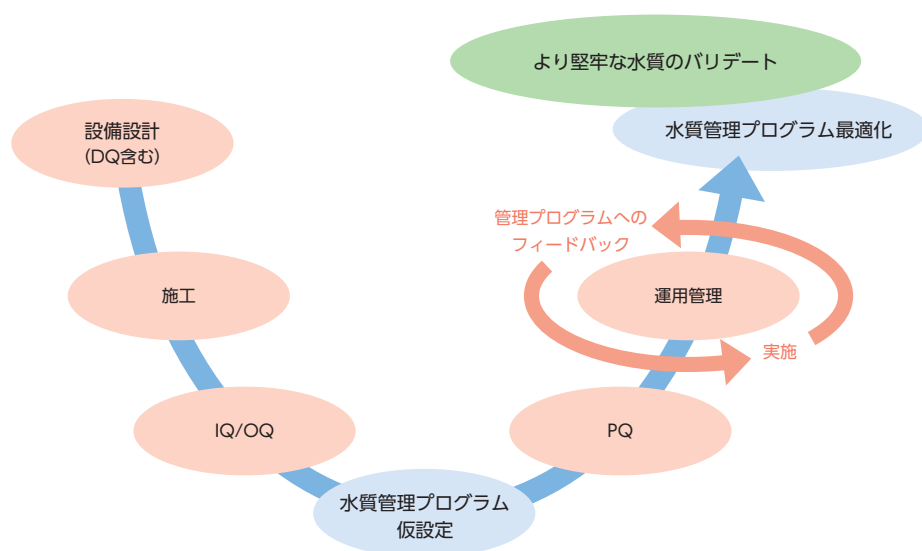 設備設計
(DQ含む)
施工
IQ/OQ
水質管理プログラム
仮設定
PQ
運用管理
管理プログラムへの
フィードバック
実施
水質管理プログラム最適化
より堅牢な水質のバリデート